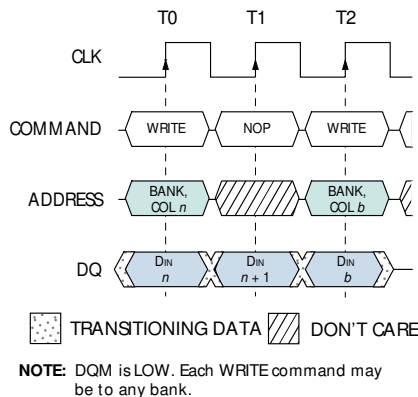 T0 T1 T2
CLK
COMMAND WRITE NOP WRITE
ADDRESS BANK, COL n BANK, COL b
DQ DIN n DIN n + 1 DIN b
TRANSITIONING DATA DON'T CARE
NOTE: DQM is LOW. Each WRITE command may
be to any bank.